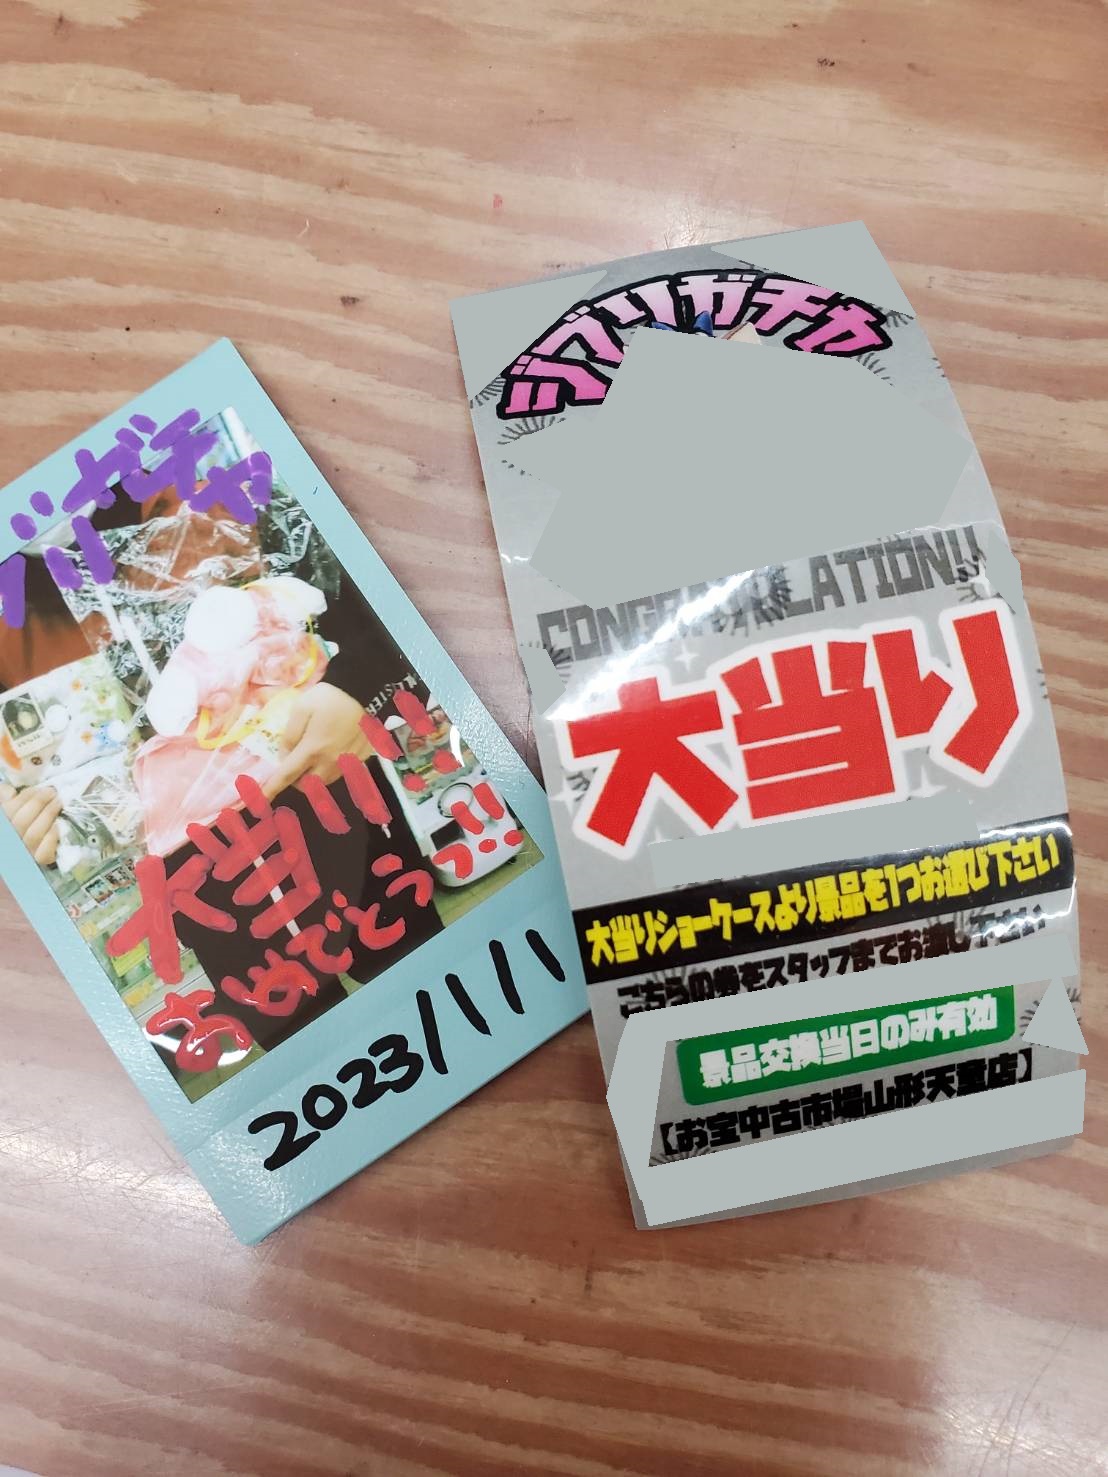 リガチャ
大当り!!
おめでとうっ!!
2023/11/11
ジブリガチャ
CONGRATULATION!!
大当り
大当りショーケースより景品を1つお選び下さい
こちらの券をスタッフまでお渡し下さい
景品交換当日のみ有効
【お宝中古市場山形天童店】